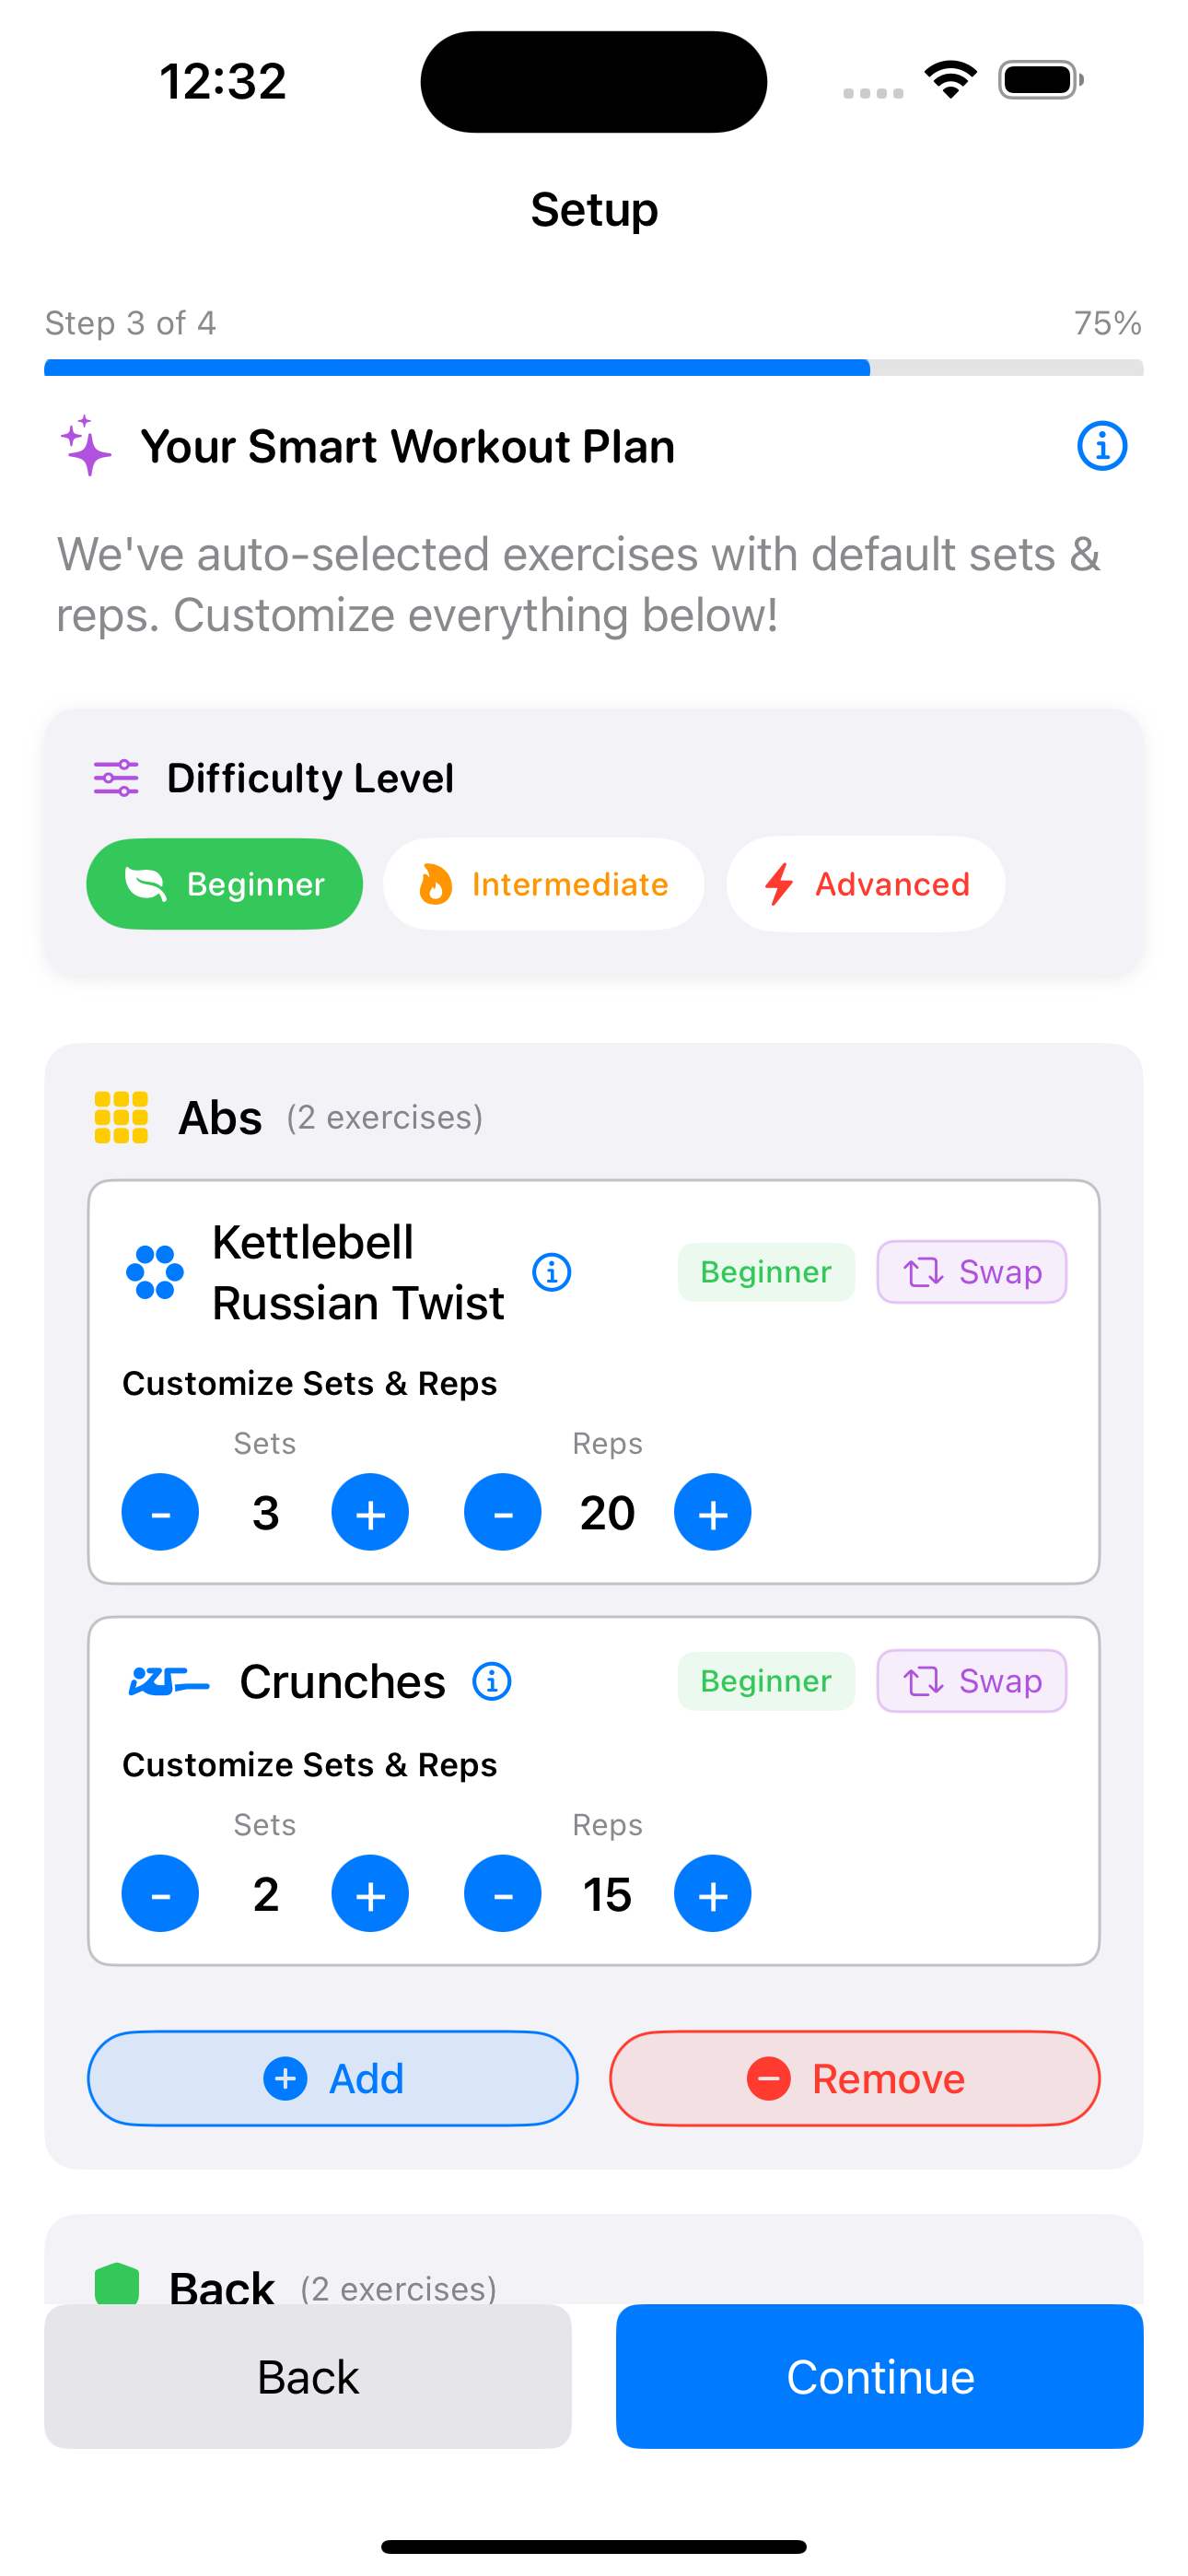 12:32
Setup
Step 3 of 4 75%
Your Smart Workout Plan
We've auto-selected exercises with default sets &
reps. Customize everything below!
Difficulty Level
Beginner Intermediate Advanced
Abs (2 exercises)
Kettlebell
Russian Twist
Beginner Swap
Customize Sets & Reps
Sets Reps
- 3 + - 20 +
Crunches Beginner Swap
Customize Sets & Reps
Sets Reps
- 2 + - 15 +
Add Remove
Back (2 exercises)
Back Continue